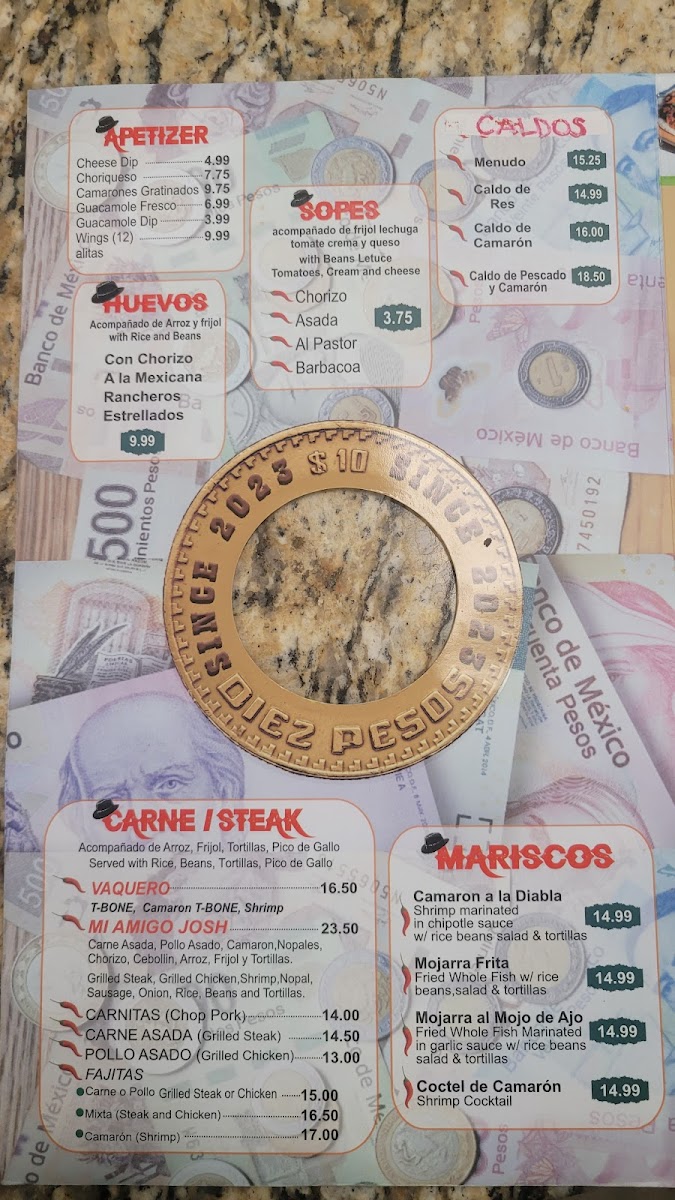 APETIZER
Cheese Dip 4.99
Choriqueso 7.75
Camarones Gratinados 9.75
Guacamole Fresco 6.99
Guacamole Dip 3.99
Wings (12) 9.99
alitas
SOPES
acompañado de frijol lechuga
tomate crema y queso
with Beans Letuce
Tomatoes, Cream and cheese
Chorizo
Asada
Al Pastor
Barbacoa
3.75
CALDOS
Menudo 15.25
Caldo de
Res 14.99
Caldo de
Camarón 16.00
Caldo de Pescado
y Camarón 18.50
HUEVOS
Acompañado de Arroz y frijol
with Rice and Beans
Con Chorizo
A la Mexicana
Rancheros
Estrellados
9.99
Banco de México
500
Banco de México
7450192
SINCE 2023 $10 SINCE 2023
DIEZ PESOS
Banco de México
cuenta Pesos
CARNE / STEAK
Acompañado de Arroz, Frijol, Tortillas, Pico de Gallo
Served with Rice, Beans, Tortillas, Pico de Gallo
VAQUERO 16.50
T-BONE, Camaron T-BONE, Shrimp
MI AMIGO JOSH 23.50
Carne Asada, Pollo Asado, Camaron,Nopales,
Chorizo, Cebollin, Arroz, Frijol y Tortillas.
Grilled Steak, Grilled Chicken,Shrimp,Nopal,
Sausage, Onion, Rice, Beans and Tortillas.
CARNITAS (Chop Pork) 14.00
CARNE ASADA (Grilled Steak) 14.50
POLLO ASADO (Grilled Chicken) 13.00
FAJITAS
Carne o Pollo Grilled Steak or Chicken 15.00
Mixta (Steak and Chicken) 16.50
Camarón (Shrimp) 17.00
MARISCOS
Camaron a la Diabla
Shrimp marinated
in chipotle sauce
w/ rice beans salad & tortillas
14.99
Mojarra Frita
Fried Whole Fish w/ rice
beans,salad & tortillas
14.99
Mojarra al Mojo de Ajo
Fried Whole Fish Marinated
in garlic sauce w/ rice beans
salad & tortillas
14.99
Coctel de Camarón
Shrimp Cocktail
14.99